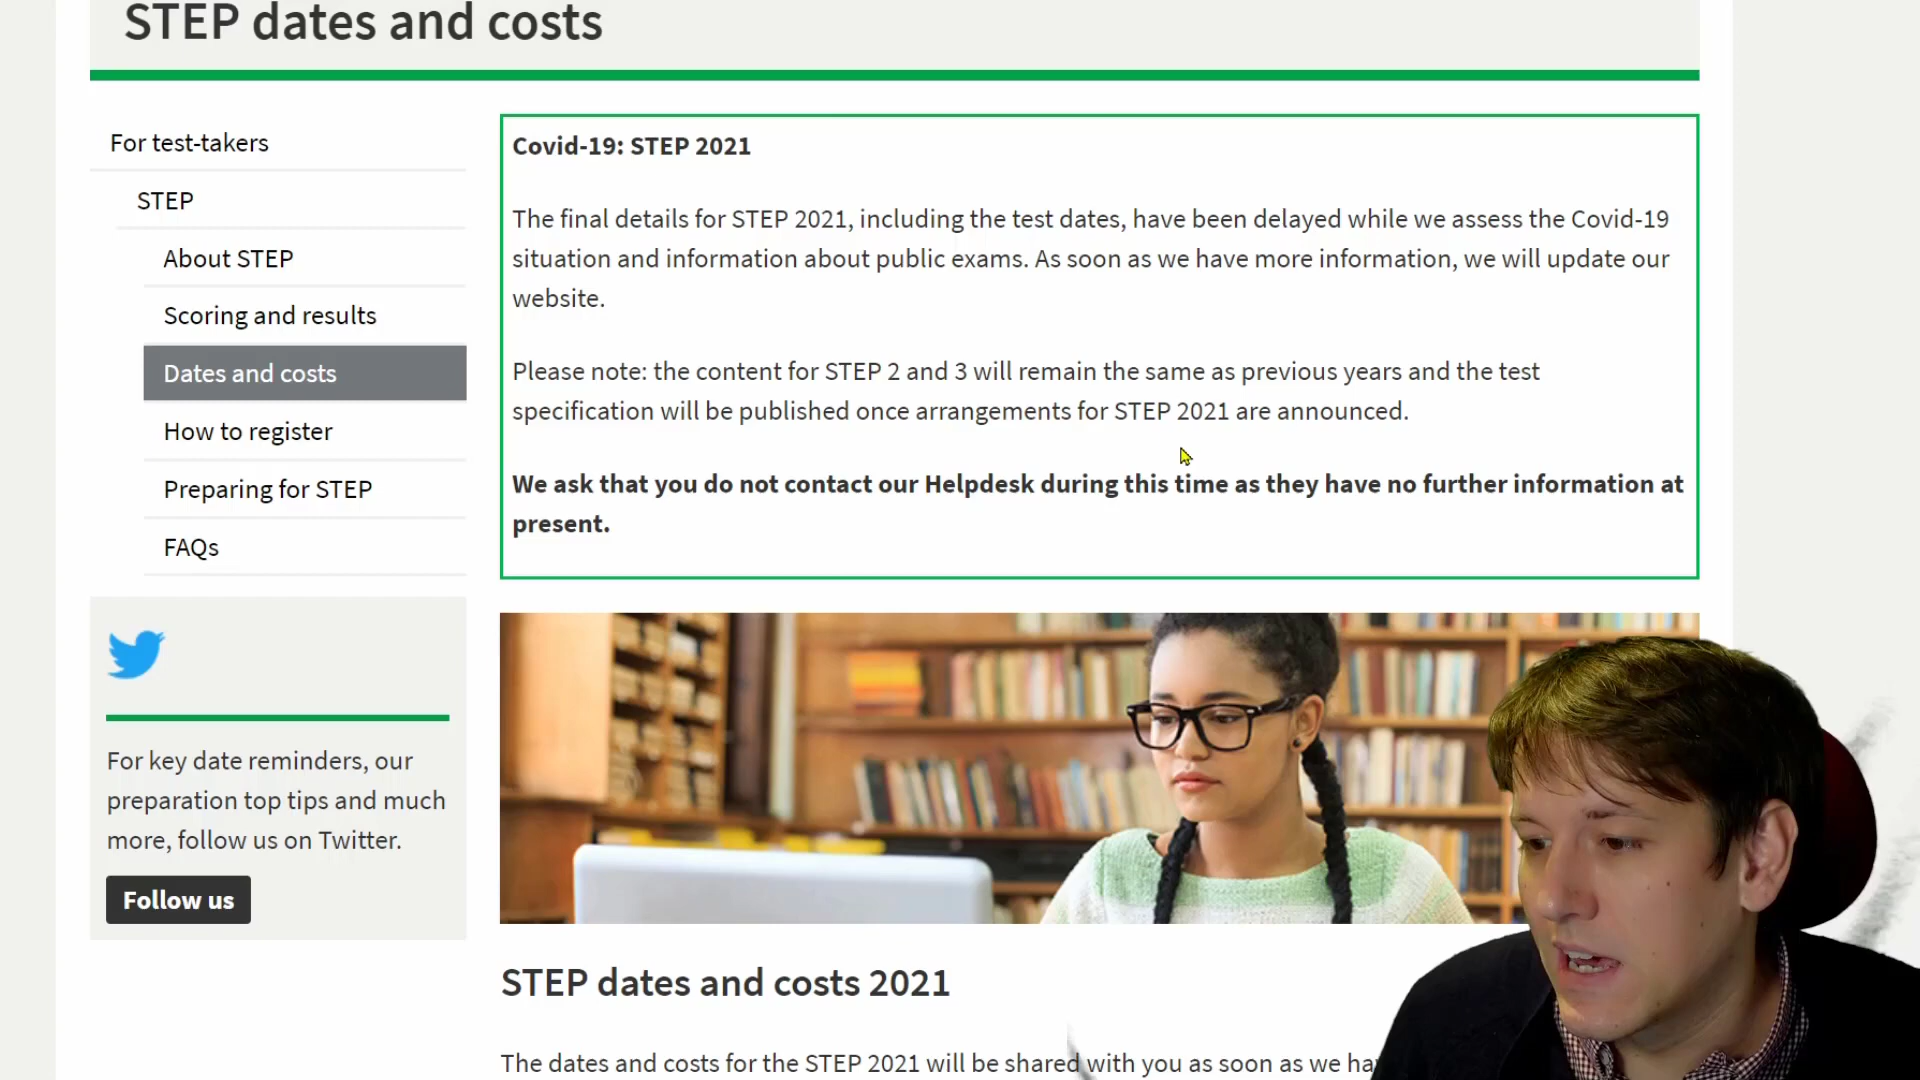 STEP dates and costs
For test-takers
STEP
About STEP
Scoring and results
Dates and costs
How to register
Preparing for STEP
FAQs
For key date reminders, our
preparation top tips and much
more, follow us on Twitter.
Follow us
Covid-19: STEP 2021
The final details for STEP 2021, including the test dates, have been delayed while we assess the Covid-19
situation and information about public exams. As soon as we have more information, we will update our
website.
Please note: the content for STEP 2 and 3 will remain the same as previous years and the test
specification will be published once arrangements for STEP 2021 are announced.
We ask that you do not contact our Helpdesk during this time as they have no further information at
present.
STEP dates and costs 2021
The dates and costs for the STEP 2021 will be shared with you as soon as we